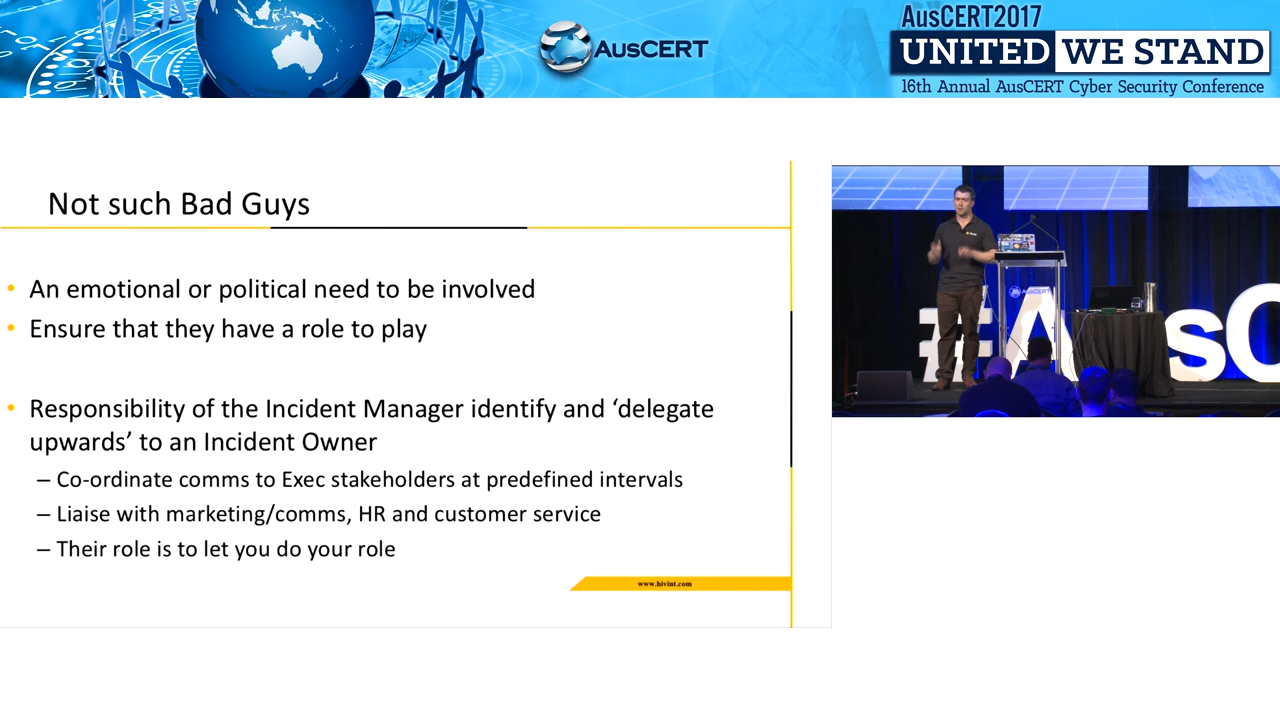 AusCERT
AusCERT2017
UNITED WE STAND
16th Annual AusCERT Cyber Security Conference
Not such Bad Guys
• An emotional or political need to be involved
• Ensure that they have a role to play
• Responsibility of the Incident Manager identify and ‘delegate
upwards’ to an Incident Owner
– Co-ordinate comms to Exec stakeholders at predefined intervals
– Liaise with marketing/comms, HR and customer service
– Their role is to let you do your role
www.hivint.com
AusCERT
#AusC